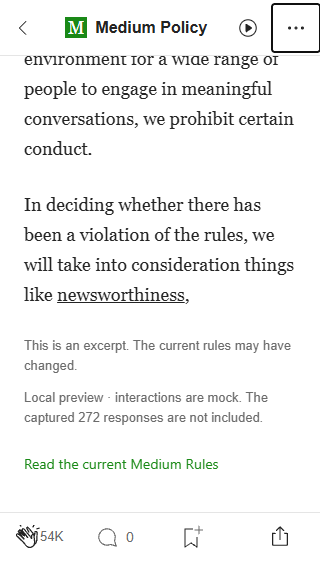 M Medium Policy
environment for a wide range of
people to engage in meaningful
conversations, we prohibit certain
conduct.
In deciding whether there has
been a violation of the rules, we
will take into consideration things
like newsworthiness,
This is an excerpt. The current rules may have
changed.
Local preview · interactions are mock. The
captured 272 responses are not included.
Read the current Medium Rules
54K 0